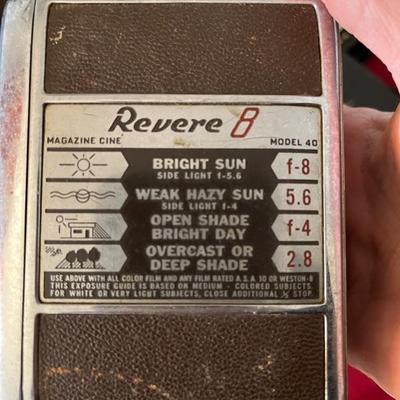 Revere 8
MAGAZINE CINE MODEL 40
BRIGHT SUN f-8
SIDE LIGHT f-5.6
WEAK HAZY SUN 5.6
SIDE LIGHT f-4
OPEN SHADE
BRIGHT DAY f-4
OVERCAST OR
DEEP SHADE 2.8
USE ABOVE WITH ALL COLOR FILM AND ANY FILM RATED A.S.A. 10 OR WESTON-8
THIS EXPOSURE GUIDE IS BASED ON MEDIUM - COLORED SUBJECTS.
FOR WHITE OR VERY LIGHT SUBJECTS, CLOSE ADDITIONAL ½ STOP.